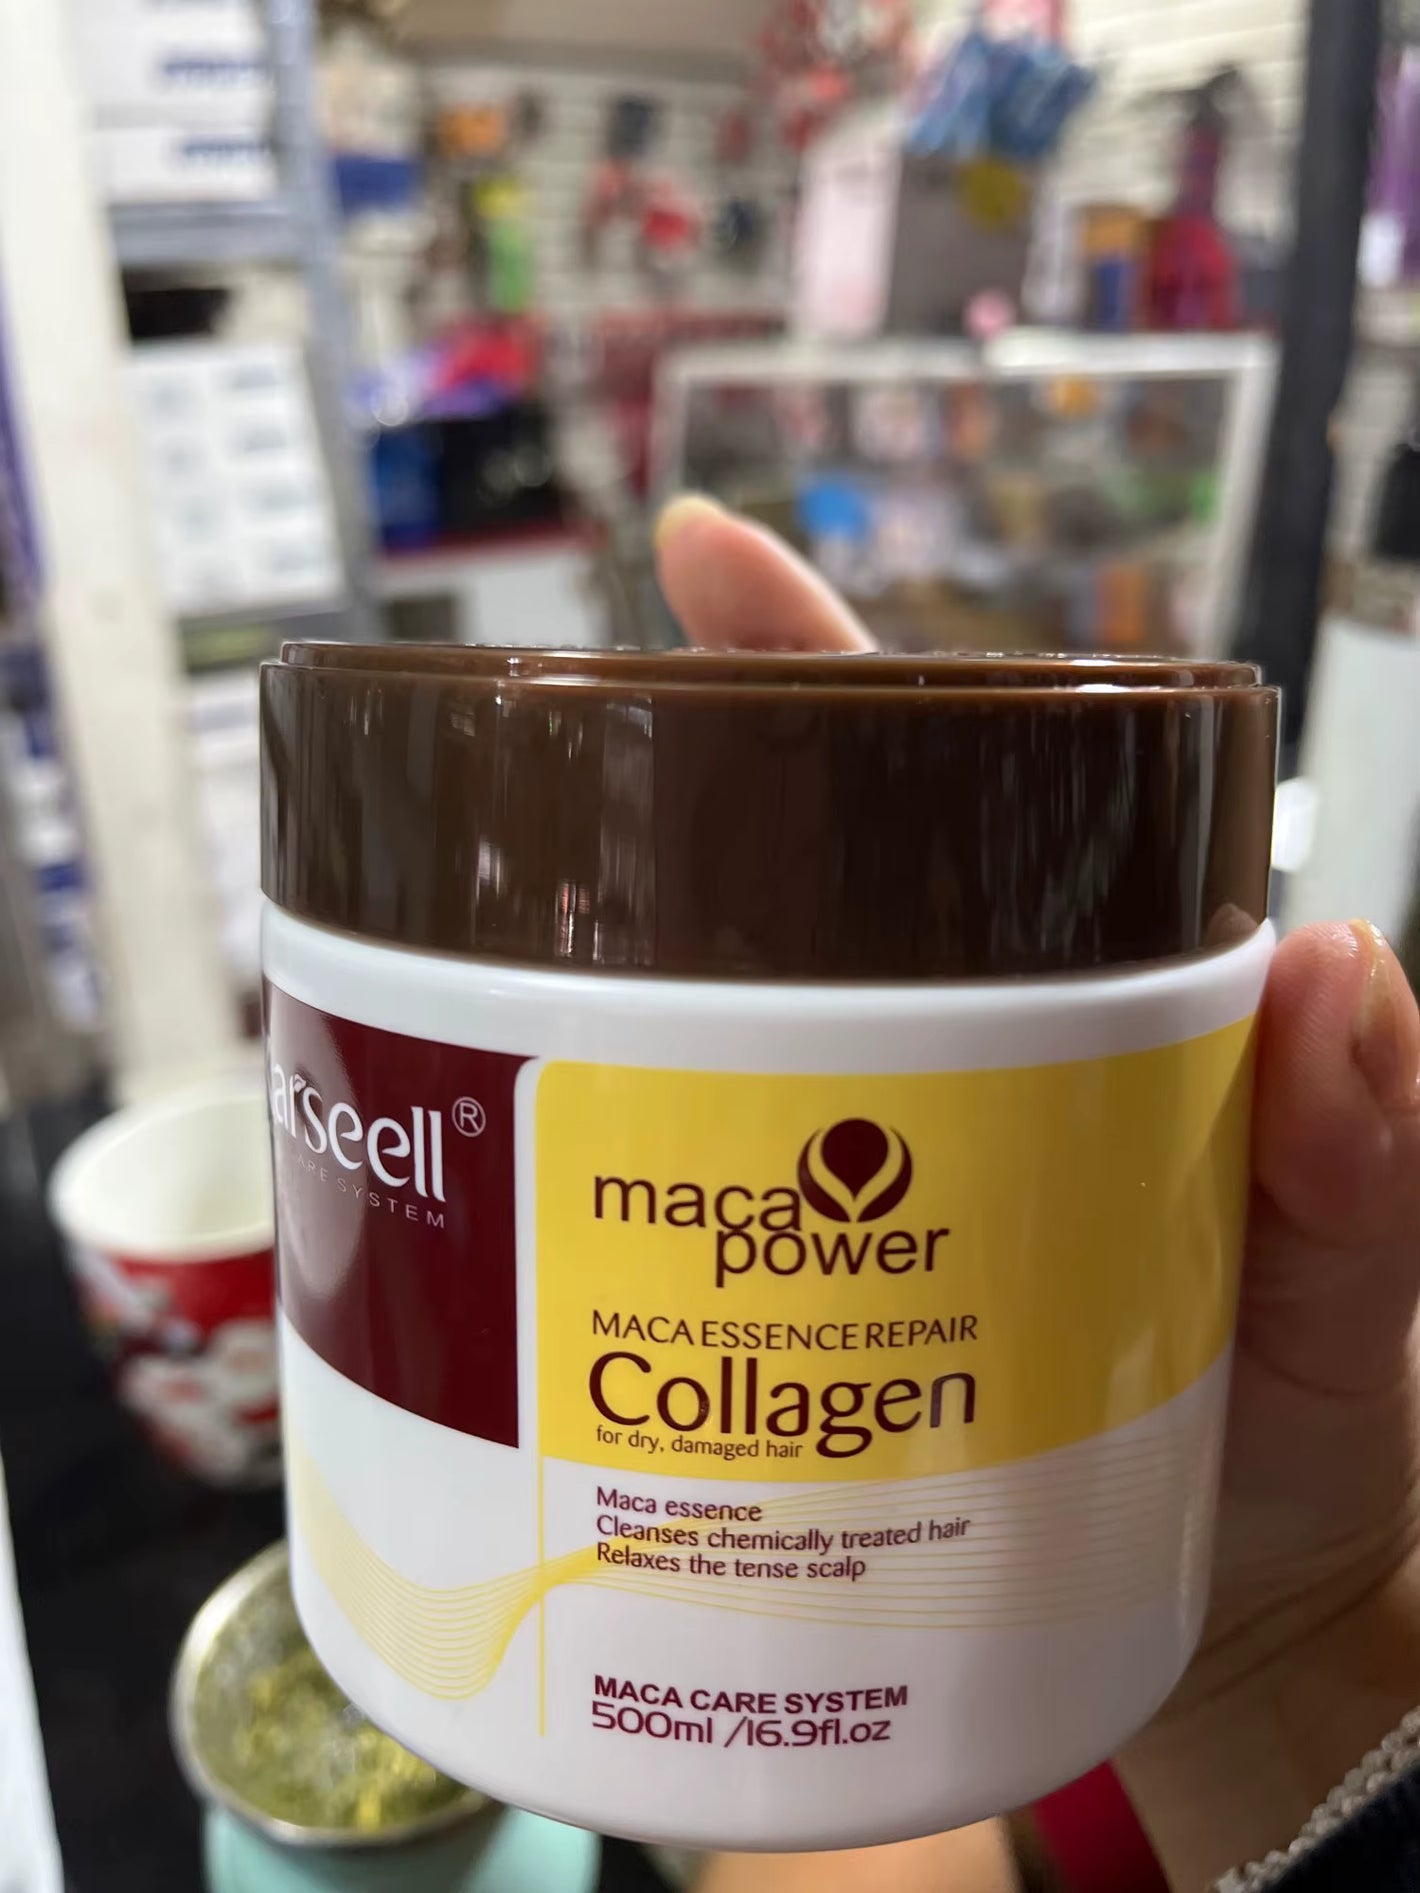 arseell®
CARE SYSTEM
maca
power
MACA ESSENCE REPAIR
Collagen
for dry, damaged hair
Maca essence
Cleanses chemically treated hair
Relaxes the tense scalp
MACA CARE SYSTEM
500ml /16.9fl.oz